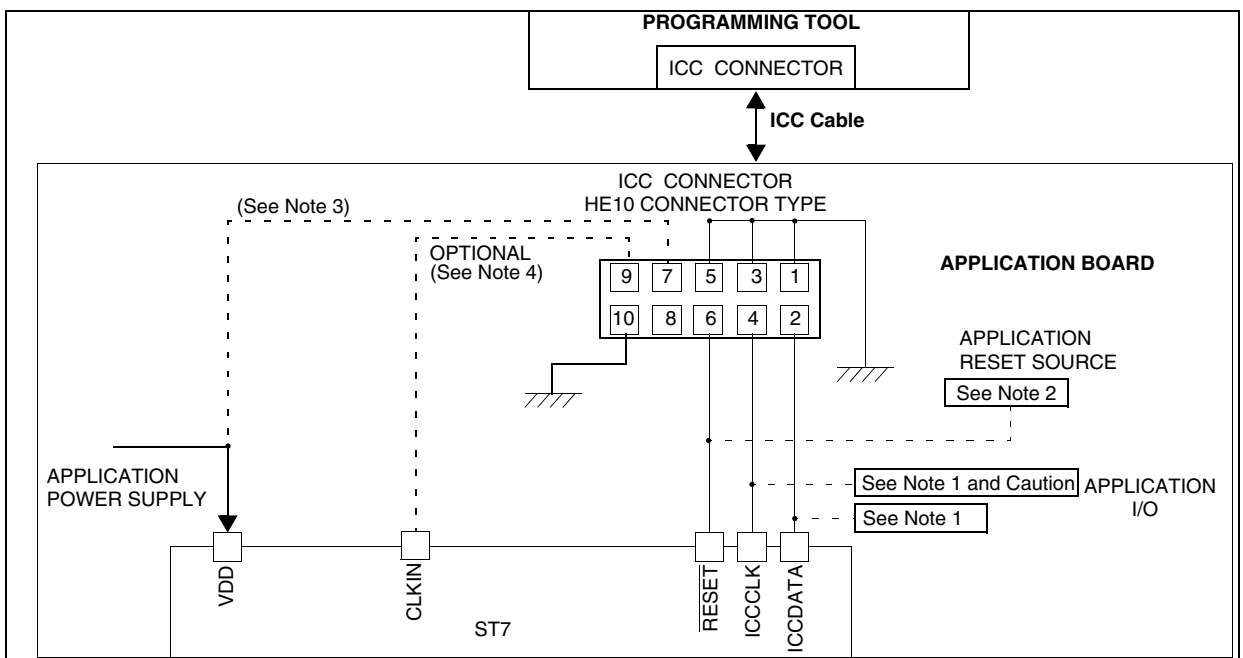 PROGRAMMING TOOL
ICC CONNECTOR
ICC Cable
ICC CONNECTOR
HE10 CONNECTOR TYPE
(See Note 3)
OPTIONAL
(See Note 4)
9 7 5 3 1
10 8 6 4 2
APPLICATION BOARD
APPLICATION
RESET SOURCE
See Note 2
APPLICATION
POWER SUPPLY
See Note 1 and Caution
See Note 1
APPLICATION
I/O
VDD
CLKIN
RESET
ICCCLK
ICCDATA
ST7